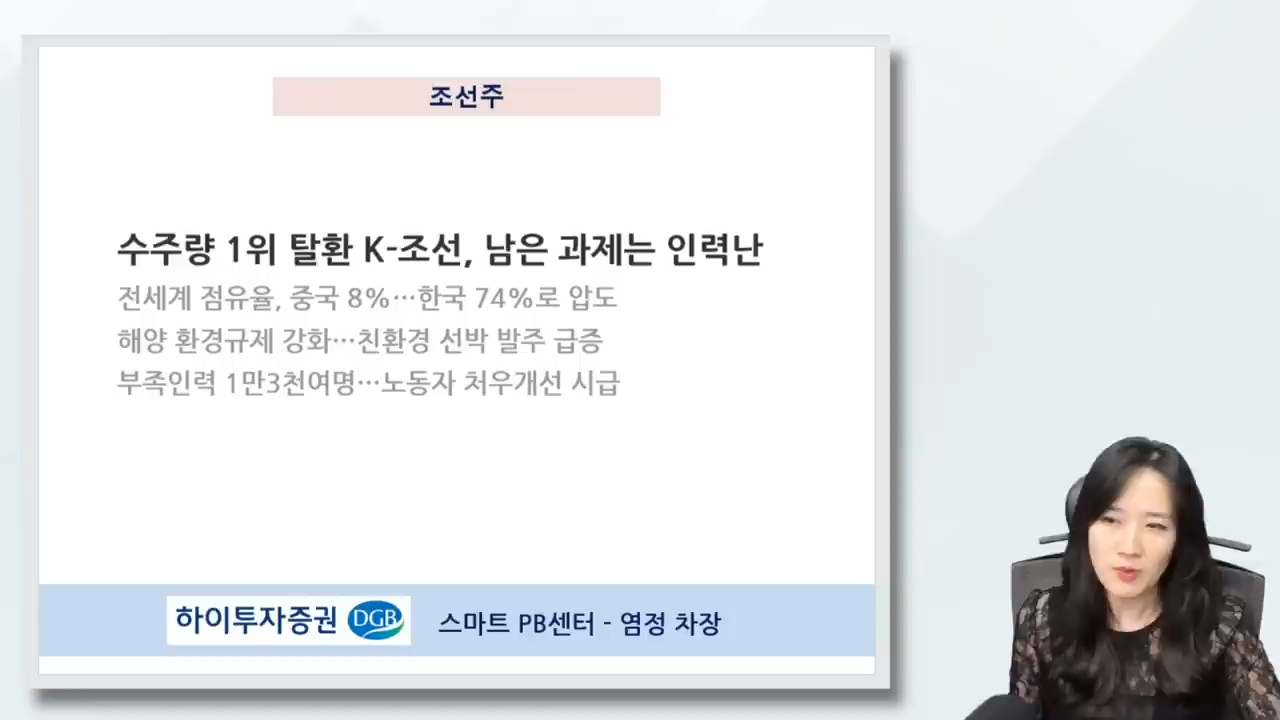 조선주
수주량 1위 탈환 K-조선, 남은 과제는 인력난
전세계 점유율, 중국 8%…한국 74%로 압도
해양 환경규제 강화…친환경 선박 발주 급증
부족인력 1만3천여명…노동자 처우개선 시급
하이투자증권 DGB 스마트 PB센터 - 염정 차장